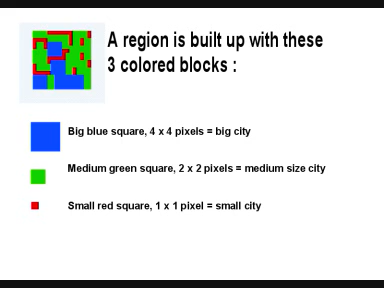 A region is built up with these
3 colored blocks :
Big blue square, 4 x 4 pixels = big city
Medium green square, 2 x 2 pixels = medium size city
Small red square, 1 x 1 pixel = small city